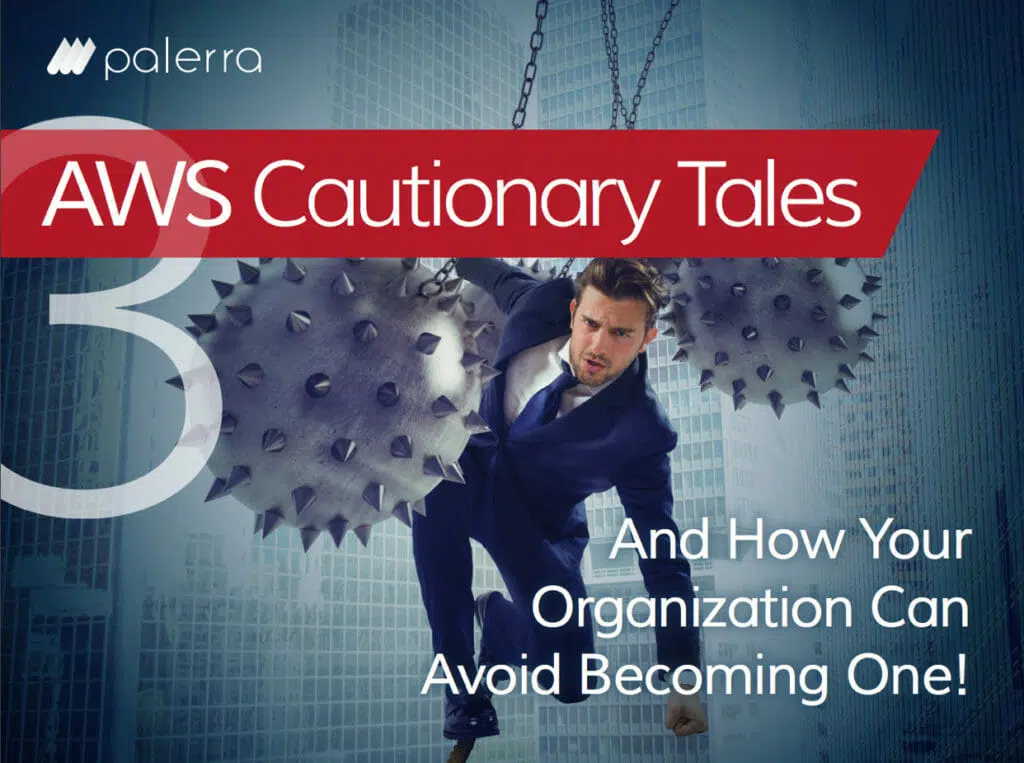 palerra
3
AWS Cautionary Tales
And How Your
Organization Can
Avoid Becoming One!